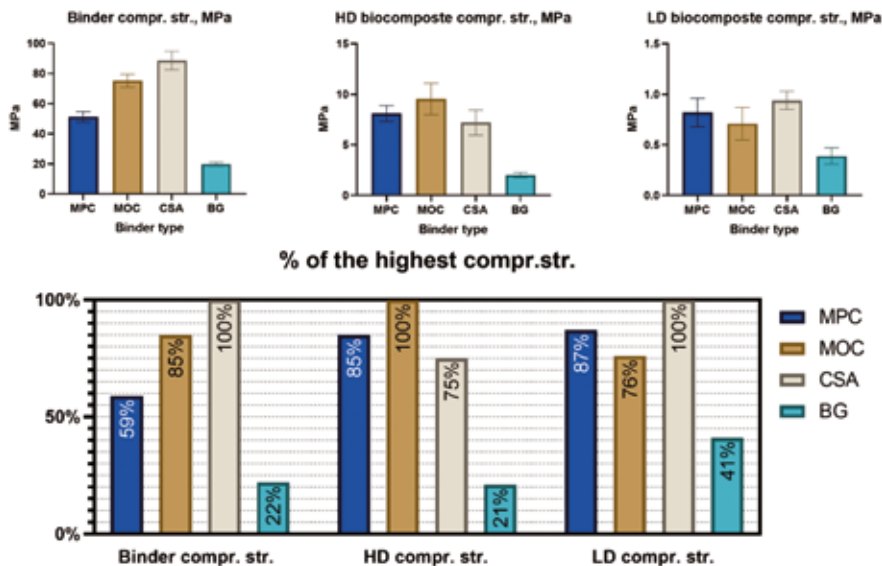 Binder compr. str., MPa
MPa
100
80
60
40
20
0
MPC MOC CSA BG
Binder type
HD biocomposte compr. str., MPa
MPa
15
10
5
0
MPC MOC CSA BG
Binder type
LD biocomposte compr. str., MPa
MPa
1.5
1.0
0.5
0.0
MPC MOC CSA BG
Binder type
% of the highest compr.str.
100%
50%
0%
59% 85% 100% 22%
85% 100% 75% 21%
87% 76% 100% 41%
Binder compr. str. HD compr. str. LD compr. str.
MPC
MOC
CSA
BG